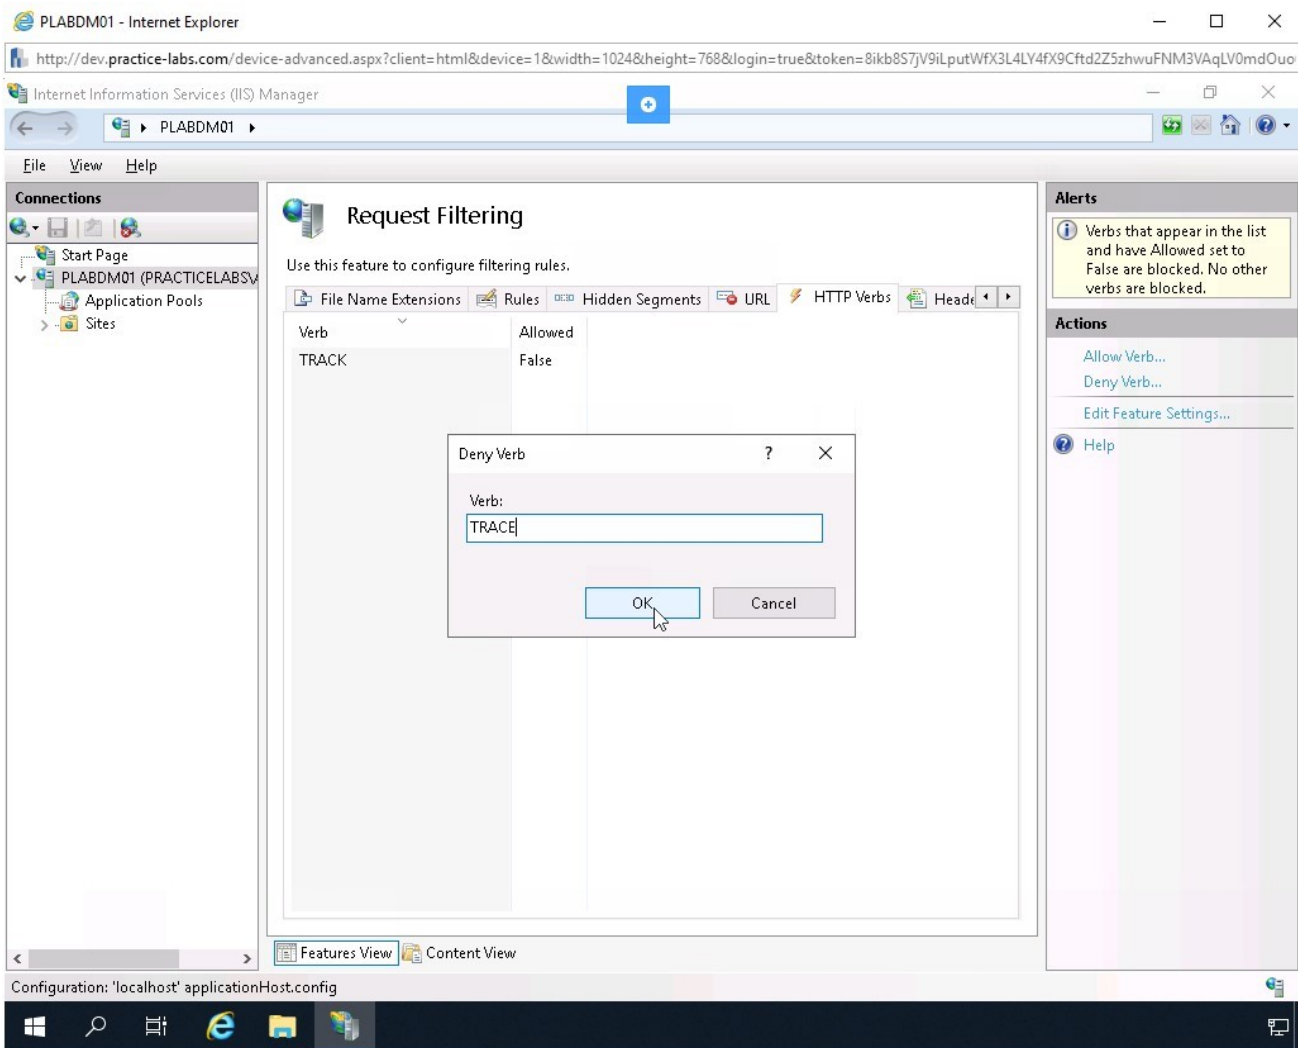 PLABDM01 - Internet Explorer
http://dev.practice-labs.com/device-advanced.aspx?client=html&device=1&width=1024&height=768&login=true&token=8ikb8S7jV9iLputWfX3L4LY4fX9Cftd2Z5zhwuFNM3VAqLV0mdOuo
Internet Information Services (IIS) Manager
PLABDM01
File View Help
Connections
Start Page
PLABDM01 (PRACTICELABS\
Application Pools
Sites
Request Filtering
Use this feature to configure filtering rules.
File Name Extensions Rules Hidden Segments URL HTTP Verbs Heade
Verb Allowed
TRACK False
Deny Verb ?
Verb:
TRACE
OK Cancel
Features View Content View
Alerts
Verbs that appear in the list
and have Allowed set to
False are blocked. No other
verbs are blocked.
Actions
Allow Verb...
Deny Verb...
Edit Feature Settings...
Help
Configuration: 'localhost' applicationHost.config